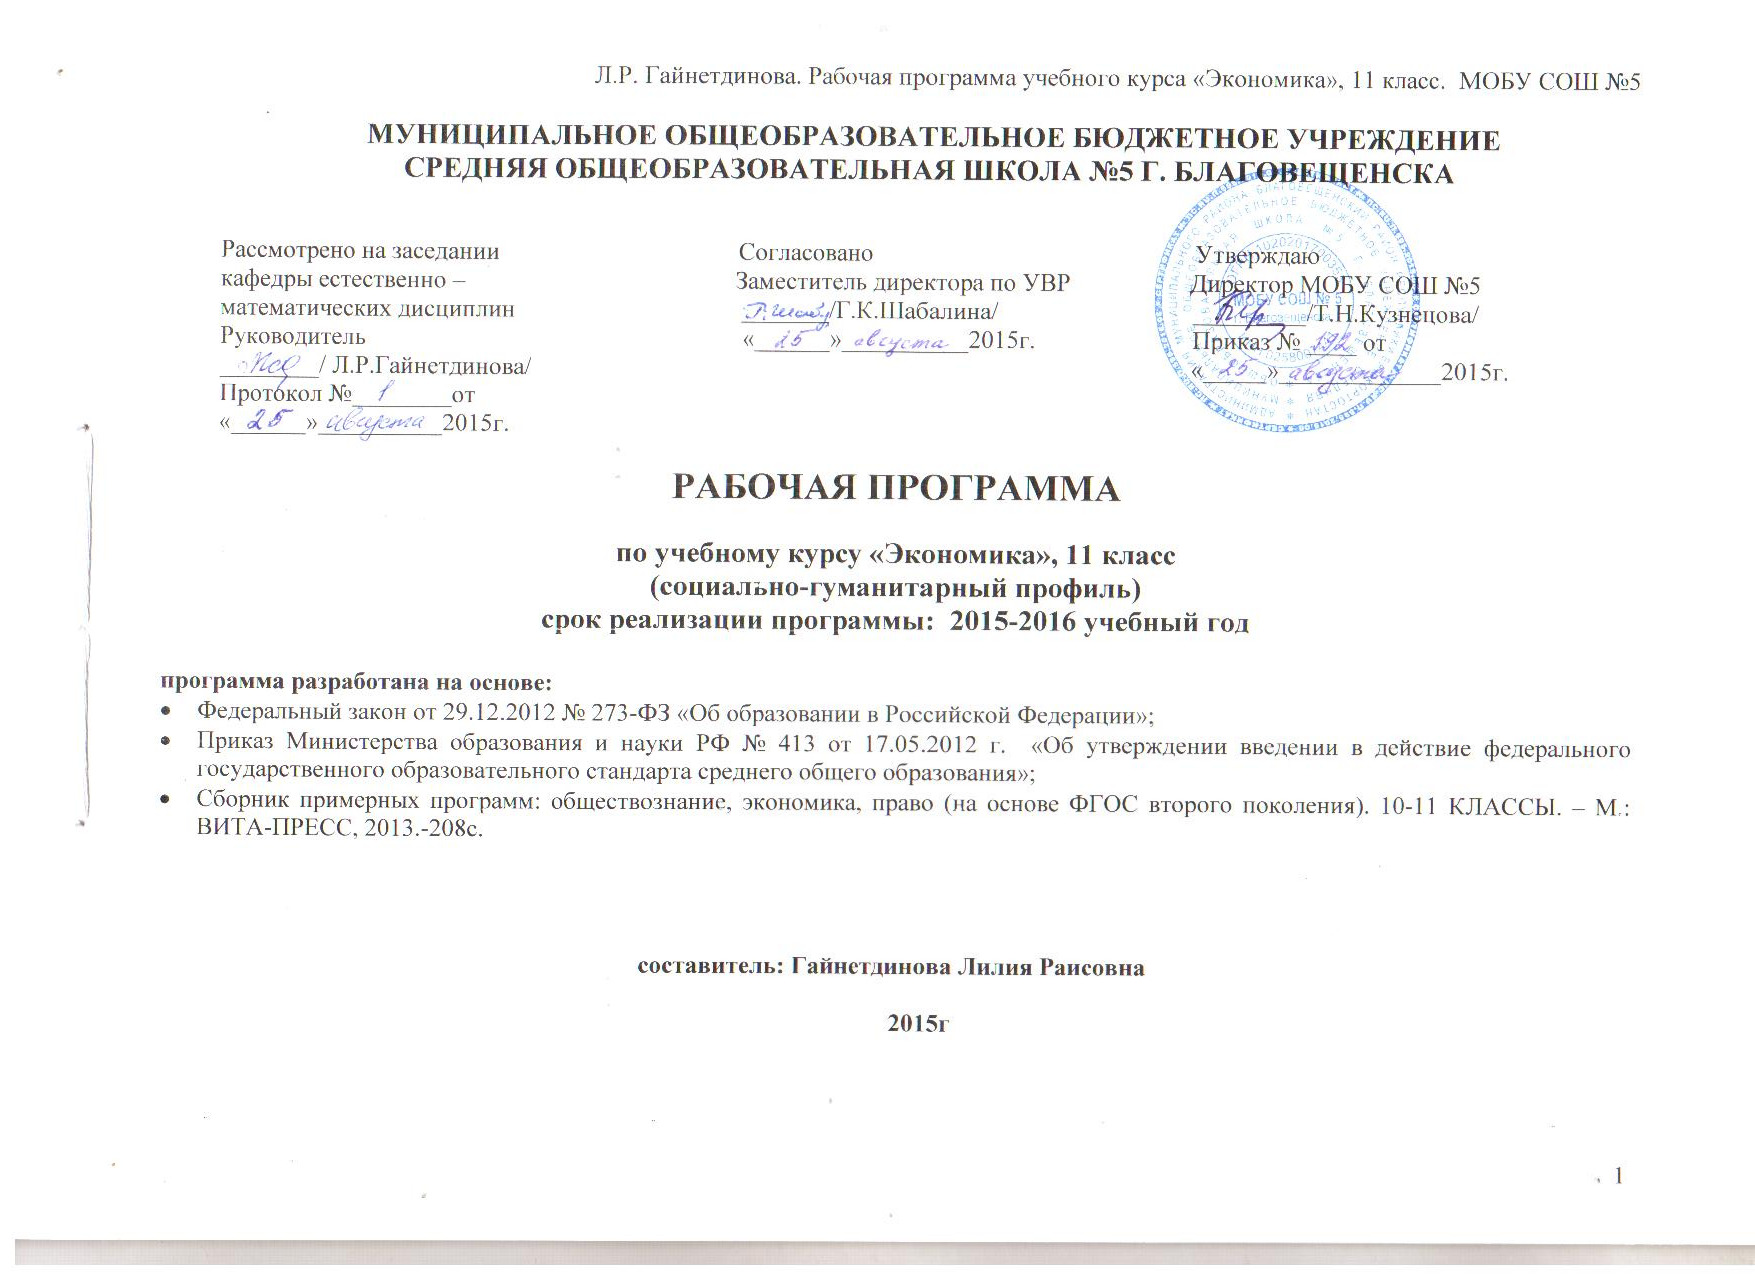 Л.Р. Гайнетдинова. Рабочая программа учебного курса «Экономика», 11 класс.  МОБУ СОШ №5
МУНИЦИПАЛЬНОЕ ОБЩЕОБРАЗОВАТЕЛЬНОЕ БЮДЖЕТНОЕ УЧРЕЖДЕНИЕ
СРЕДНЯЯ ОБЩЕОБРАЗОВАТЕЛЬНАЯ ШКОЛА №5 Г. БЛАГОВЕЩЕНСКА
Рассмотрено на заседании
кафедры естественно –
математических дисциплин
Руководитель
________/ Л.Р.Гайнетдинова/
Протокол № 1 от
« 25 » августа 2015г.
Согласовано
Заместитель директора по УВР
_______/Г.К.Шабалина/
« 25 » августа 2015г.
Утверждаю
Директор МОБУ СОШ №5
_________/Т.Н.Кузнецова/
Приказ № 192 от
« 25 » августа 2015г.
МОБУ СОШ № 5
РАБОЧАЯ ПРОГРАММА
по учебному курсу «Экономика», 11 класс
(социально-гуманитарный профиль)
срок реализации программы:  2015-2016 учебный год
программа разработана на основе:
• Федеральный закон от 29.12.2012 № 273-ФЗ «Об образовании в Российской Федерации»;
• Приказ Министерства образования и науки РФ № 413 от 17.05.2012 г.  «Об утверждении введении в действие федерального
государственного образовательного стандарта среднего общего образования»;
• Сборник примерных программ: обществознание, экономика, право (на основе ФГОС второго поколения). 10-11 КЛАССЫ. – М.:
ВИТА-ПРЕСС, 2013.-208с.
составитель: Гайнетдинова Лилия Раисовна
2015г
1